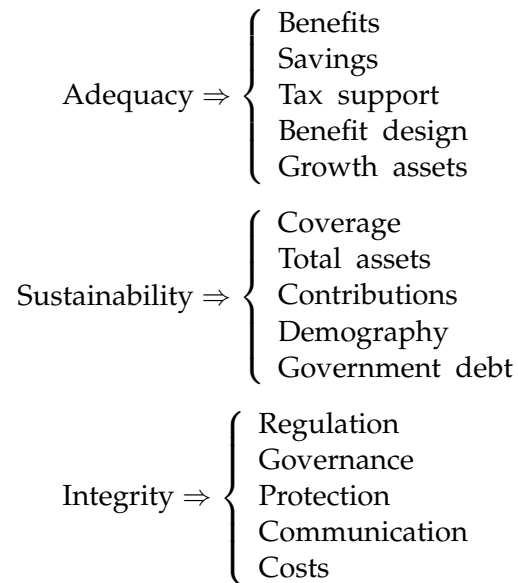 Adequacy ⇒ { Benefits
Savings
Tax support
Benefit design
Growth assets
Sustainability ⇒ { Coverage
Total assets
Contributions
Demography
Government debt
Integrity ⇒ { Regulation
Governance
Protection
Communication
Costs